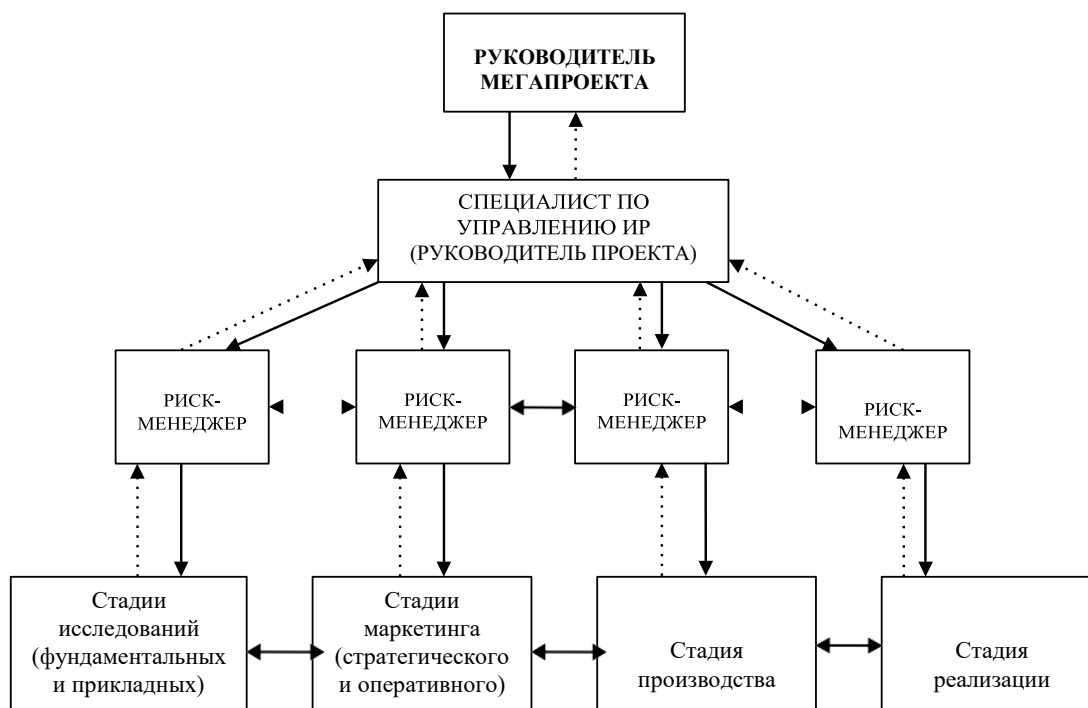 РУКОВОДИТЕЛЬ
МЕГАПРОЕКТА
СПЕЦИАЛИСТ ПО
УПРАВЛЕНИЮ ИР
(РУКОВОДИТЕЛЬ ПРОЕКТА)
РИСК-
МЕНЕДЖЕР
РИСК-
МЕНЕДЖЕР
РИСК-
МЕНЕДЖЕР
РИСК-
МЕНЕДЖЕР
Стадии
исследований
(фундаментальных
и прикладных)
Стадии
маркетинга
(стратегического
и оперативного)
Стадия
производства
Стадия
реализации